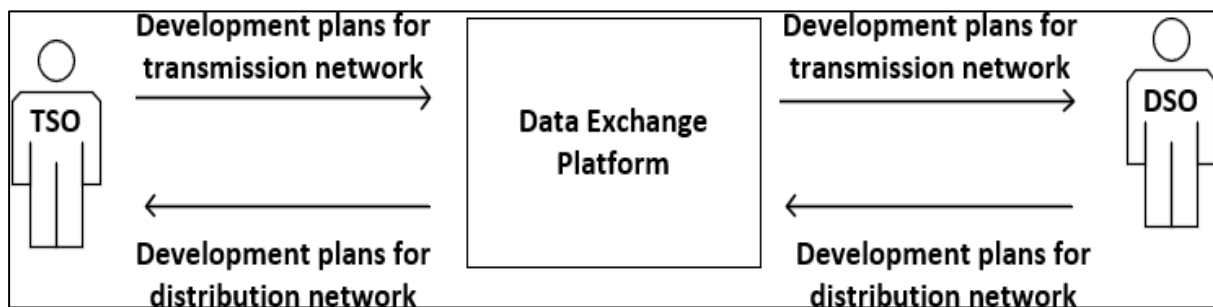 Development plans for
transmission network
TSO
Data Exchange
Platform
Development plans for
transmission network
DSO
Development plans for
distribution network
Development plans for
distribution network